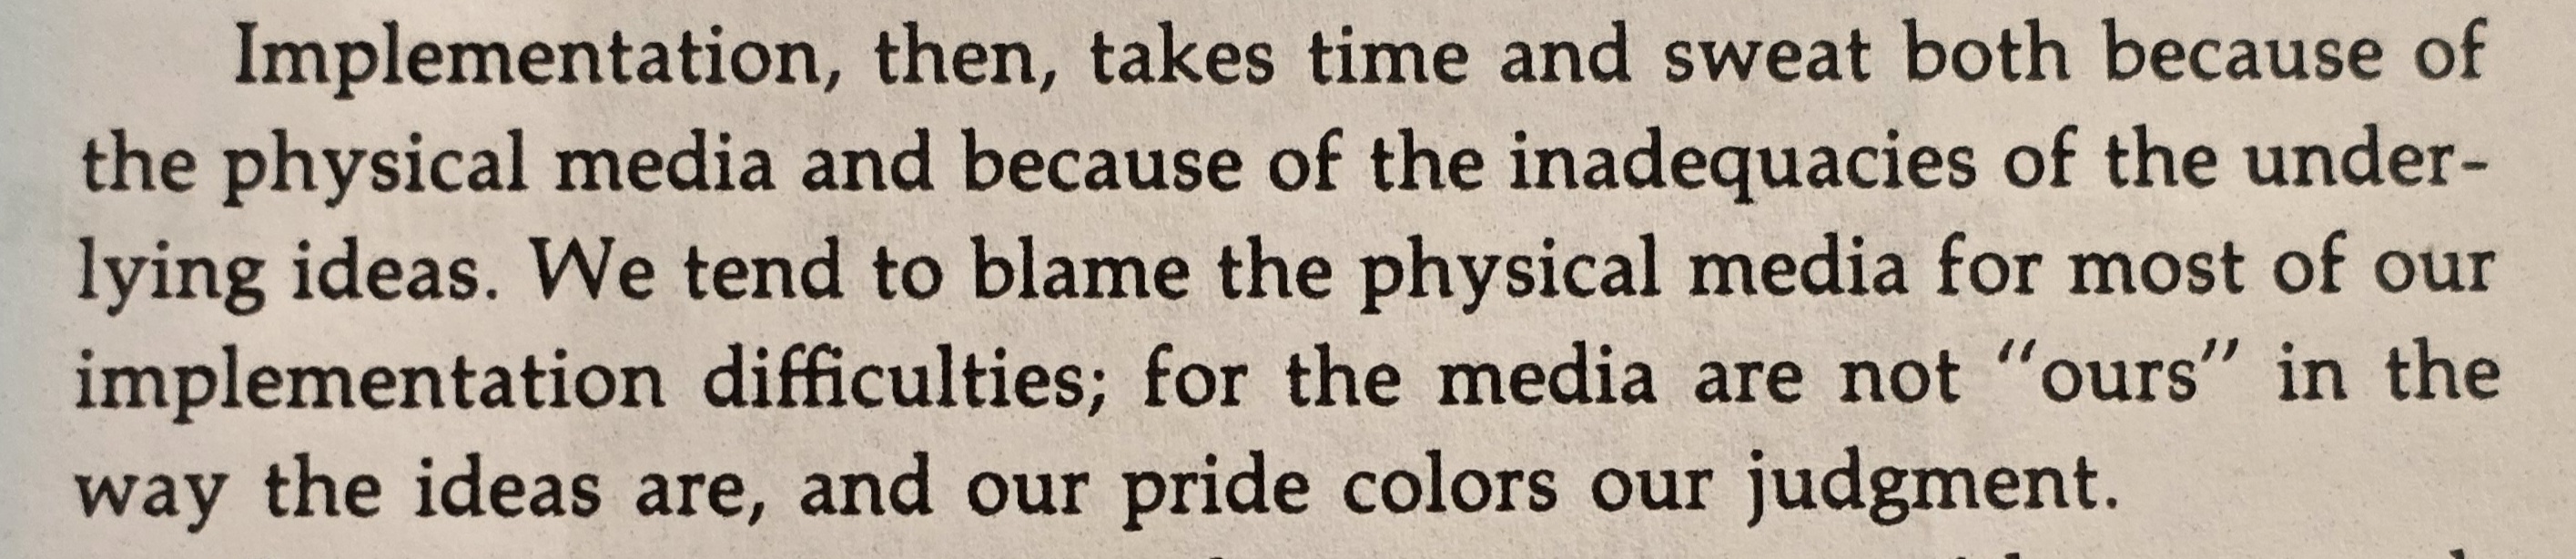 Implementation, then, takes time and sweat both because of
the physical media and because of the inadequacies of the under-
lying ideas. We tend to blame the physical media for most of our
implementation difficulties; for the media are not “ours” in the
way the ideas are, and our pride colors our judgment.